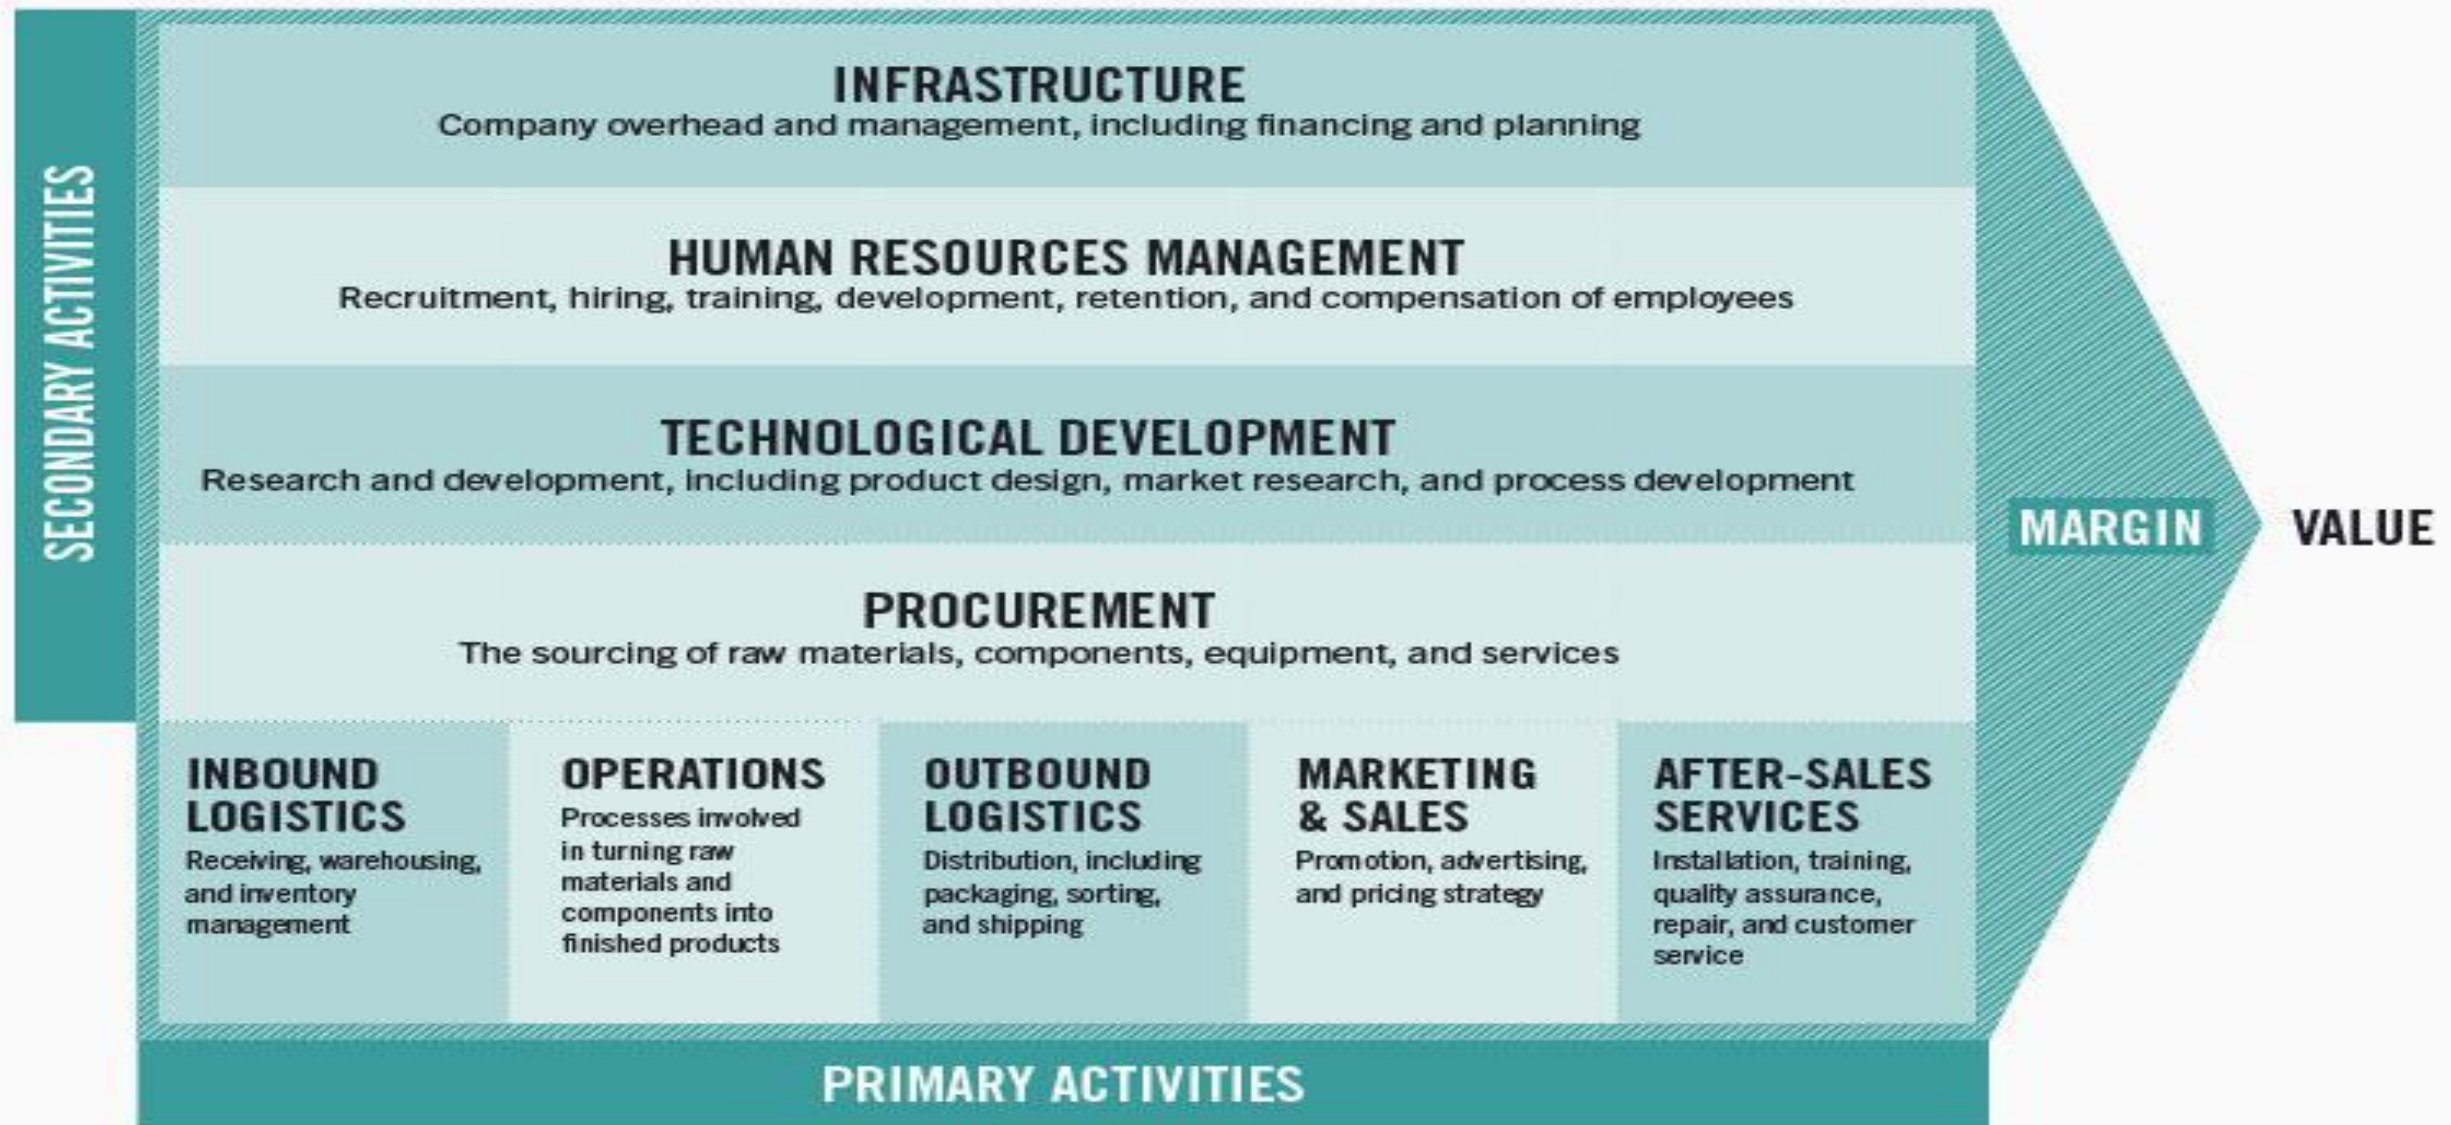 SECONDARY ACTIVITIES
INFRASTRUCTURE
Company overhead and management, including financing and planning
HUMAN RESOURCES MANAGEMENT
Recruitment, hiring, training, development, retention, and compensation of employees
TECHNOLOGICAL DEVELOPMENT
Research and development, including product design, market research, and process development
PROCUREMENT
The sourcing of raw materials, components, equipment, and services
INBOUND
LOGISTICS
Receiving, warehousing,
and inventory
management
OPERATIONS
Processes involved
in turning raw
materials and
components into
finished products
OUTBOUND
LOGISTICS
Distribution, including
packaging, sorting,
and shipping
MARKETING
& SALES
Promotion, advertising,
and pricing strategy
AFTER-SALES
SERVICES
Installation, training,
quality assurance,
repair, and customer
service
MARGIN
VALUE
PRIMARY ACTIVITIES